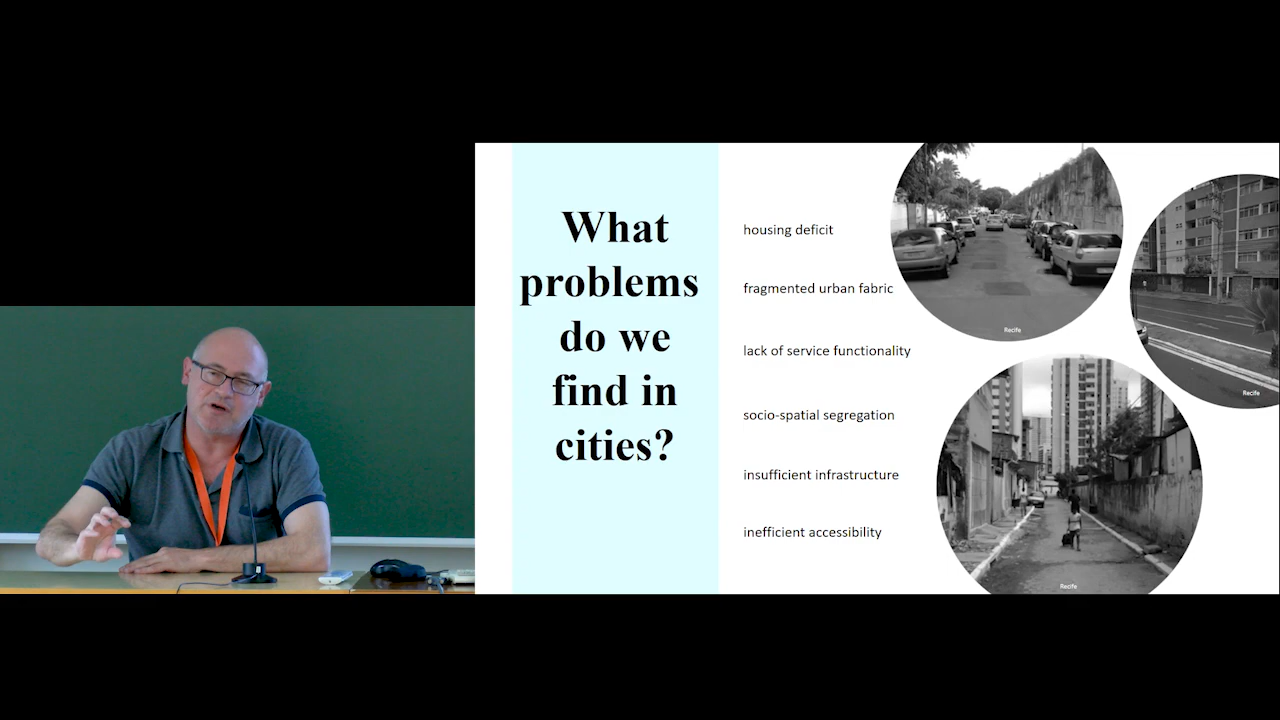 What
problems
do we
find in
cities?
housing deficit
fragmented urban fabric
lack of service functionality
socio-spatial segregation
insufficient infrastructure
inefficient accessibility
Recife
Recife
Recife